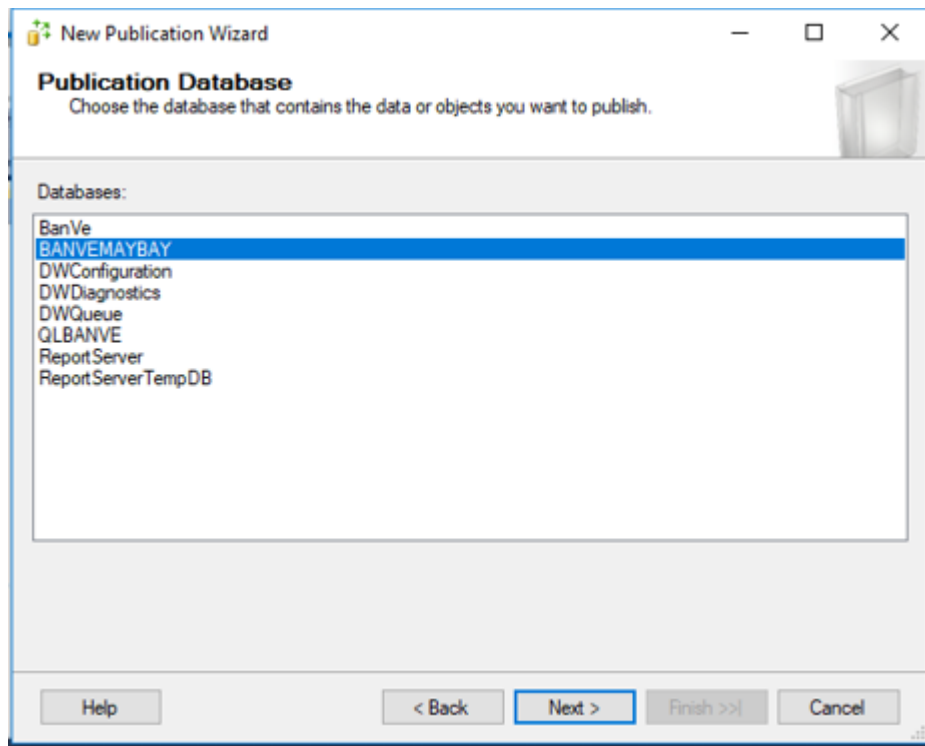 New Publication Wizard
Publication Database
Choose the database that contains the data or objects you want to publish.
Databases:
BanVe
BANVEMAYBAY
DWConfiguration
DWDiagnostics
DWQueue
QLBANVE
ReportServer
ReportServerTempDB
Help < Back Next > Finish >>| Cancel